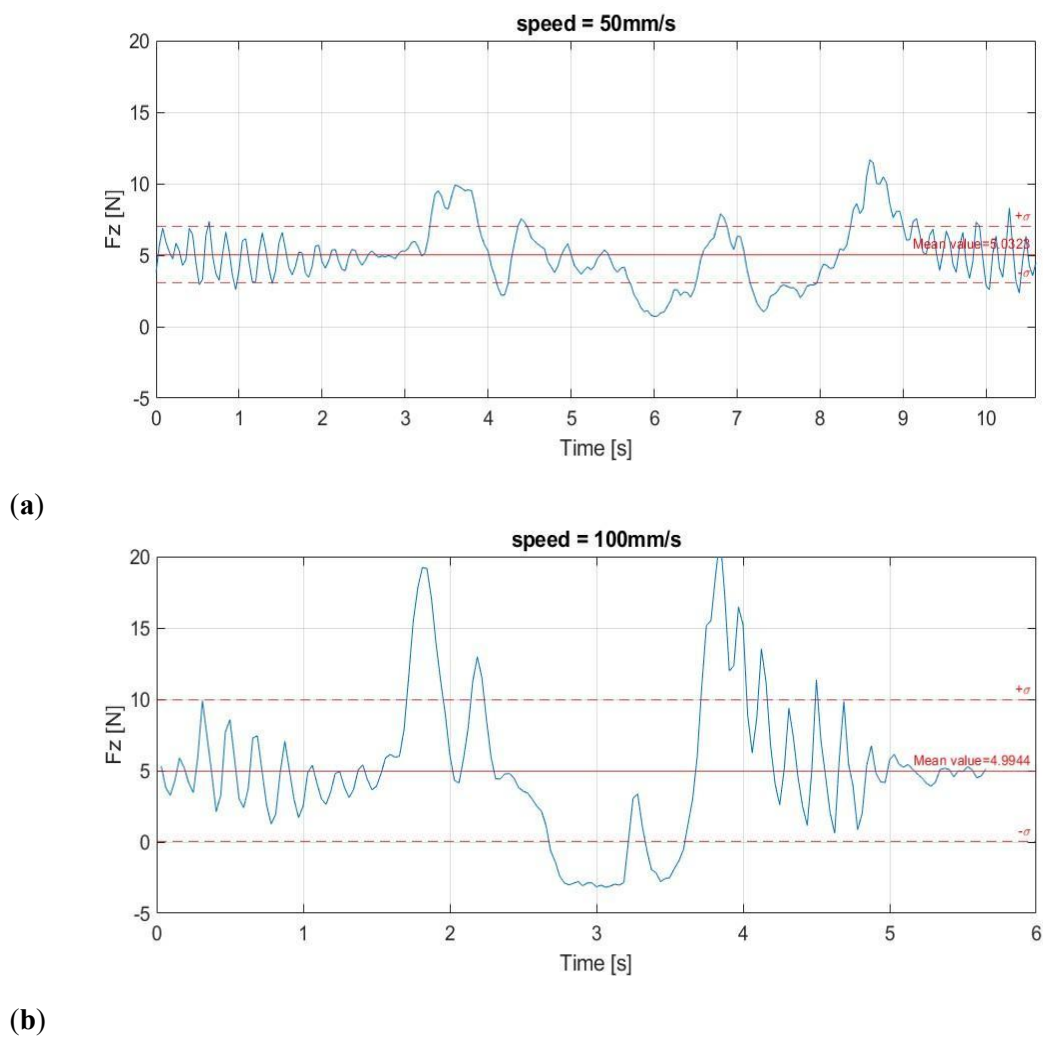 speed = 50mm/s
20
15
10
5
0
-5
Fz [N]
+σ
Mean value=5.0323
-σ
0 1 2 3 4 5 6 7 8 9 10
Time [s]
(a)
speed = 100mm/s
20
15
10
5
0
-5
Fz [N]
+σ
Mean value=4.9944
-σ
0 1 2 3 4 5 6
Time [s]
(b)